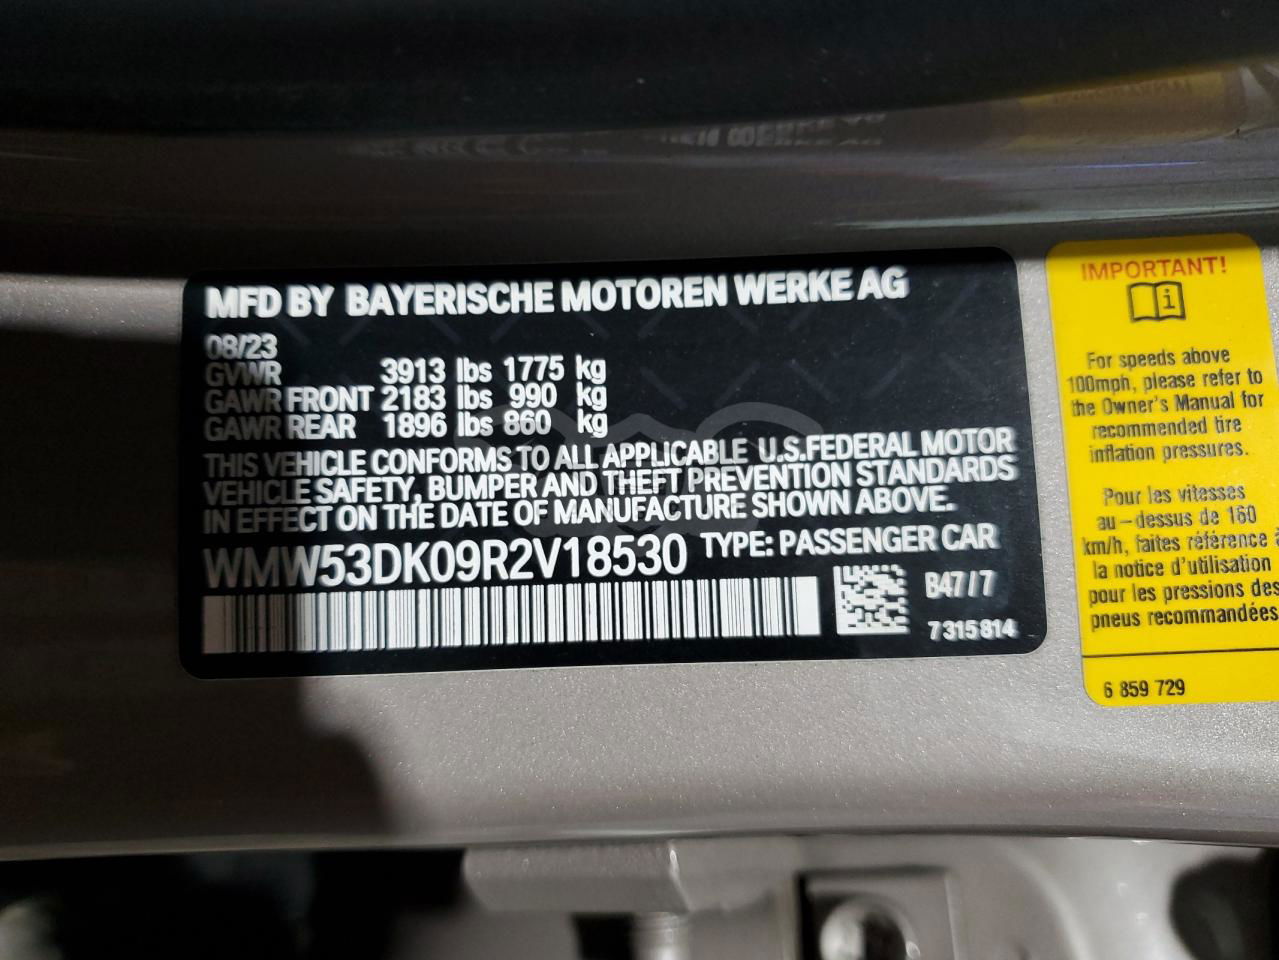 MFD BY BAYERISCHE MOTOREN WERKE AG
08/23
GVWR 3913 lbs 1775 kg
GAWR FRONT 2183 lbs 990 kg
GAWR REAR 1896 lbs 860 kg
THIS VEHICLE CONFORMS TO ALL APPLICABLE U.S.FEDERAL MOTOR
VEHICLE SAFETY, BUMPER AND THEFT PREVENTION STANDARDS
IN EFFECT ON THE DATE OF MANUFACTURE SHOWN ABOVE.
WMW53DK09R2V18530 TYPE: PASSENGER CAR
B47/7
7 315 814
IMPORTANT!
For speeds above
100mph, please refer to
the Owner's Manual for
recommended tire
inflation pressures.
Pour les vitesses
au-dessus de 160
km/h, faites référence à
la notice d'utilisation
pour les pressions des
pneus recommandées
6 859 729